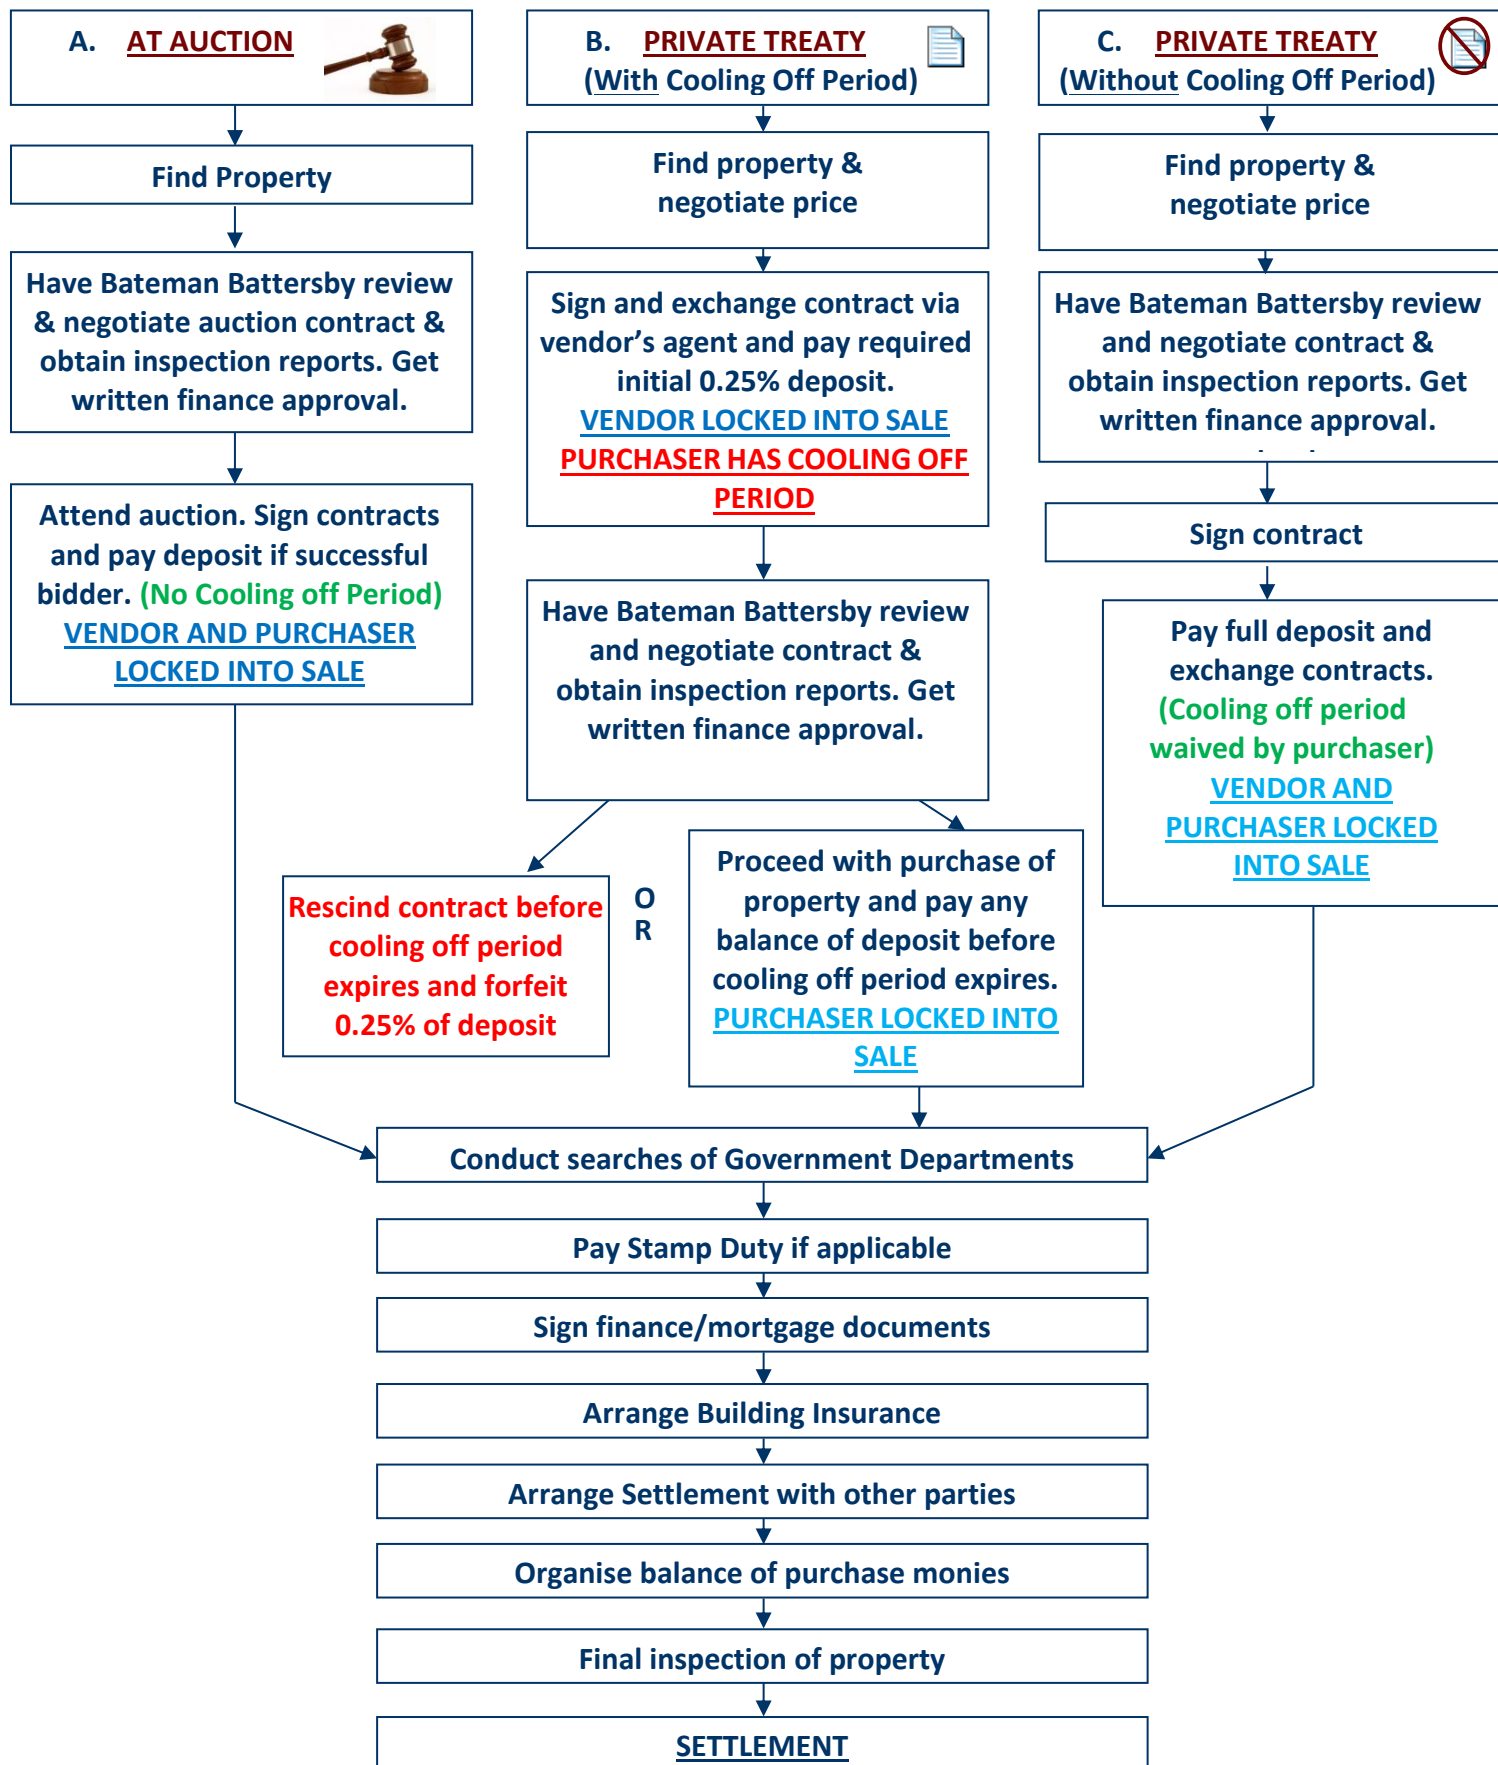 A. AT AUCTION
Find Property
Have Bateman Battersby review
& negotiate auction contract &
obtain inspection reports. Get
written finance approval.
Attend auction. Sign contracts
and pay deposit if successful
bidder. (No Cooling off Period)
VENDOR AND PURCHASER
LOCKED INTO SALE
B. PRIVATE TREATY
(With Cooling Off Period)
Find property &
negotiate price
Sign and exchange contract via
vendor’s agent and pay required
initial 0.25% deposit.
VENDOR LOCKED INTO SALE
PURCHASER HAS COOLING OFF
PERIOD
Have Bateman Battersby review
and negotiate contract &
obtain inspection reports. Get
written finance approval.
Rescind contract before
cooling off period
expires and forfeit
0.25% of deposit
O
R
Proceed with purchase of
property and pay any
balance of deposit before
cooling off period expires.
PURCHASER LOCKED INTO
SALE
C. PRIVATE TREATY
(Without Cooling Off Period)
Find property &
negotiate price
Have Bateman Battersby review
and negotiate contract &
obtain inspection reports. Get
written finance approval.
Sign contract
Pay full deposit and
exchange contracts.
(Cooling off period
waived by purchaser)
VENDOR AND
PURCHASER LOCKED
INTO SALE
Conduct searches of Government Departments
Pay Stamp Duty if applicable
Sign finance/mortgage documents
Arrange Building Insurance
Arrange Settlement with other parties
Organise balance of purchase monies
Final inspection of property
SETTLEMENT